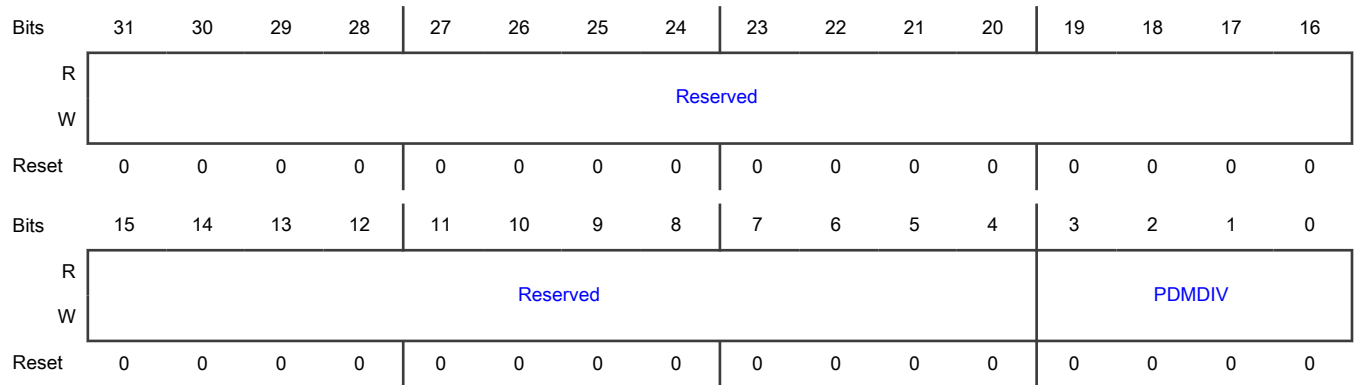 Bits 31 30 29 28 27 26 25 24 23 22 21 20 19 18 17 16
R
Reserved
W
Reset 0 0 0 0 0 0 0 0 0 0 0 0 0 0 0 0
Bits 15 14 13 12 11 10 9 8 7 6 5 4 3 2 1 0
R
Reserved PDMDIV
W
Reset 0 0 0 0 0 0 0 0 0 0 0 0 0 0 0 0